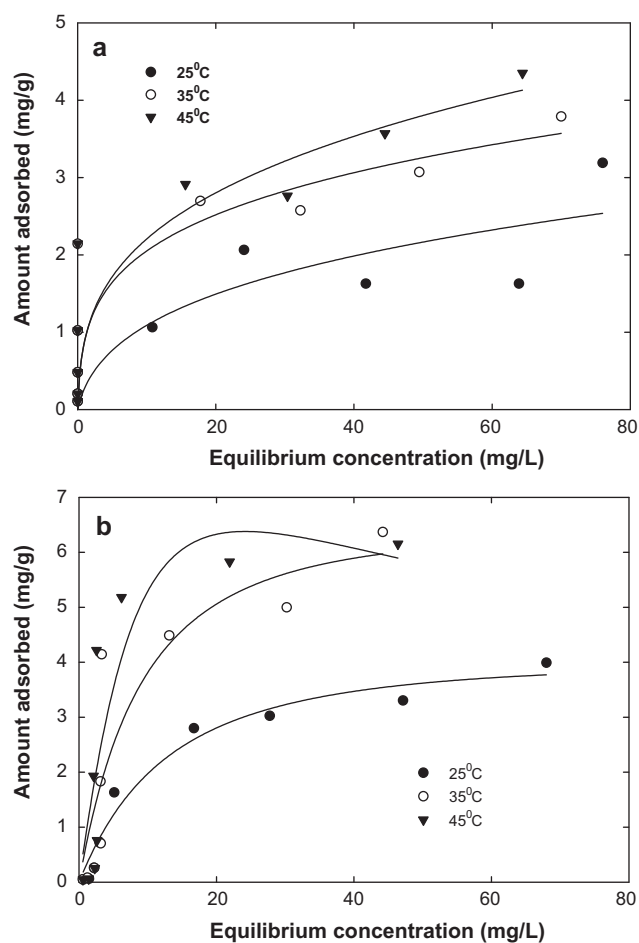 a
25⁰C
35⁰C
45⁰C
Amount adsorbed (mg/g)
5
4
3
2
1
0
0 20 40 60 80
Equilibrium concentration (mg/L)
b
Amount adsorbed (mg/g)
7
6
5
4
3
2
1
0
25⁰C
35⁰C
45⁰C
0 20 40 60 80
Equilibrium concentration (mg/L)